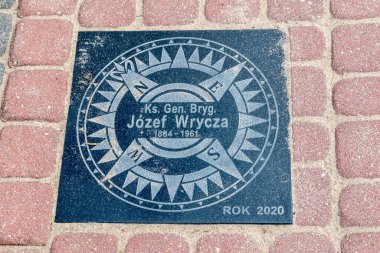 N
E
Ks. Gen. Bryg.
Józef Wrycza
1884 - 1961
W
S
ROK 2020